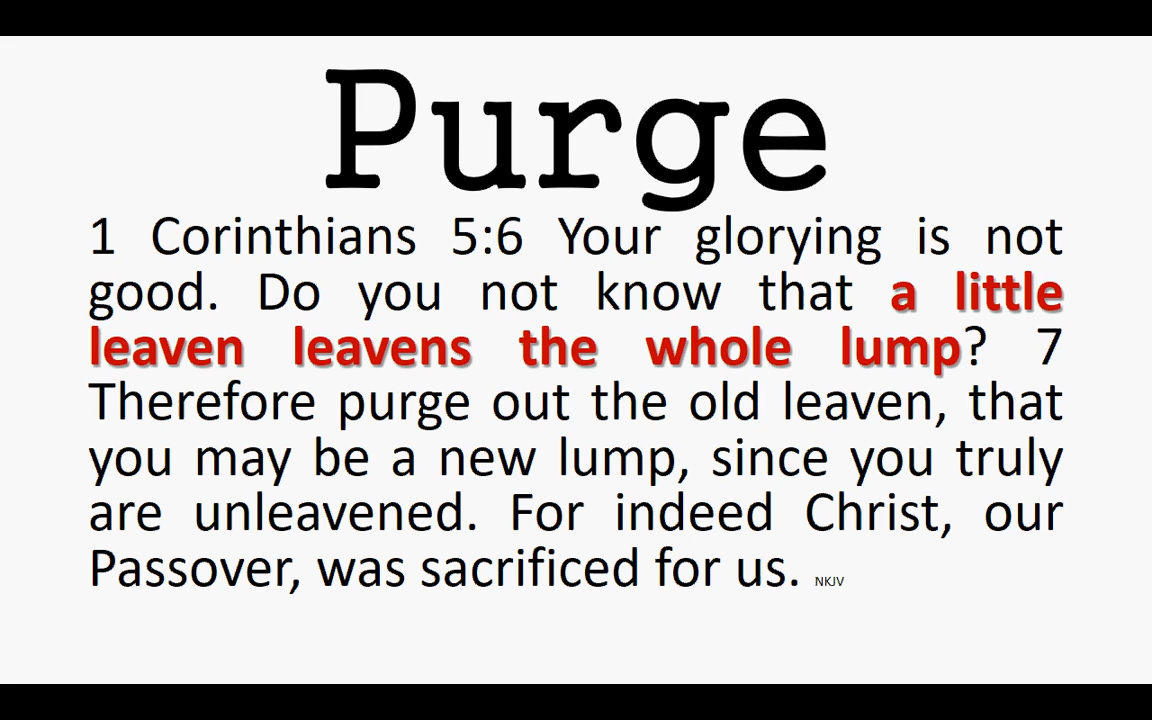 Purge
1 Corinthians 5:6 Your glorying is not
good. Do you not know that a little
leaven leavens the whole lump? 7
Therefore purge out the old leaven, that
you may be a new lump, since you truly
are unleavened. For indeed Christ, our
Passover, was sacrificed for us. NKJV